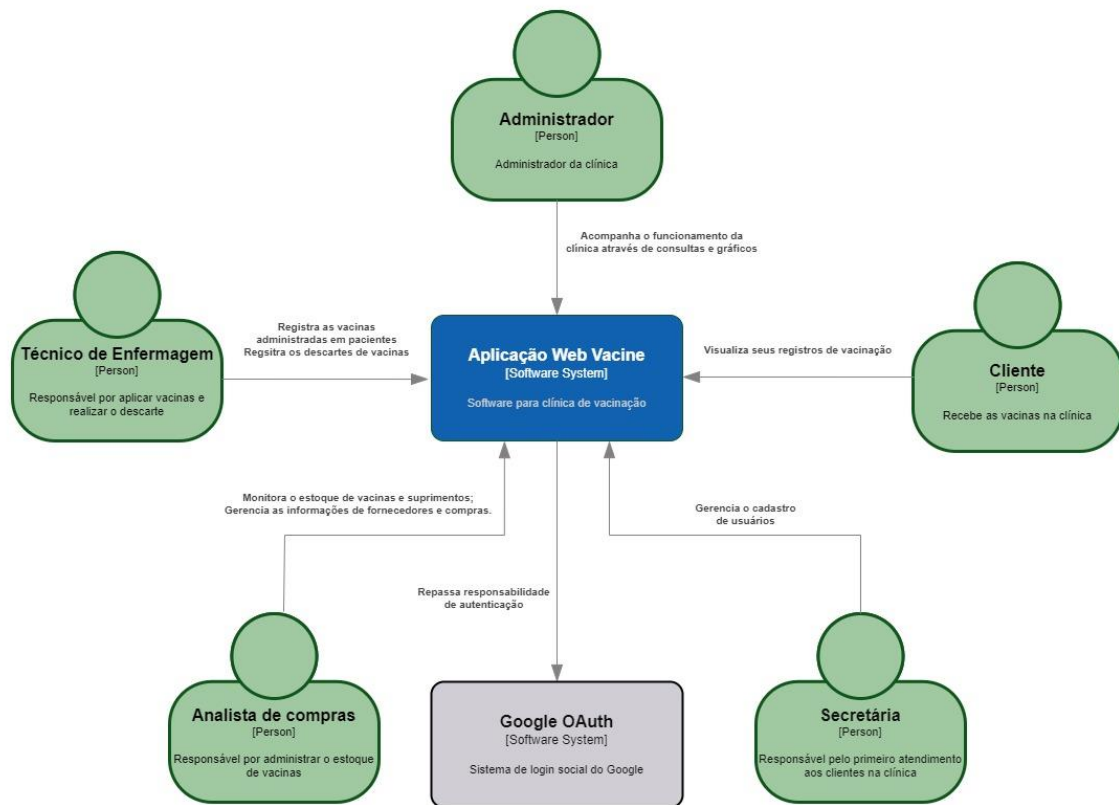 Administrador
[Person]
Administrador da clínica
Acompanha o funcionamento da
clínica através de consultas e gráficos
Técnico de Enfermagem
[Person]
Responsável por aplicar vacinas e
realizar o descarte
Registra as vacinas
administradas em pacientes
Regsitra os descartes de vacinas
Aplicação Web Vacine
[Software System]
Software para clínica de vacinação
Visualiza seus registros de vacinação
Cliente
[Person]
Recebe as vacinas na clínica
Monitora o estoque de vacinas e suprimentos;
Gerencia as informações de fornecedores e compras.
Gerencia o cadastro
de usuários
Repassa responsabilidade
de autenticação
Analista de compras
[Person]
Responsável por administrar o estoque
de vacinas
Google OAuth
[Software System]
Sistema de login social do Google
Secretária
[Person]
Responsável pelo primeiro atendimento
aos clientes na clínica